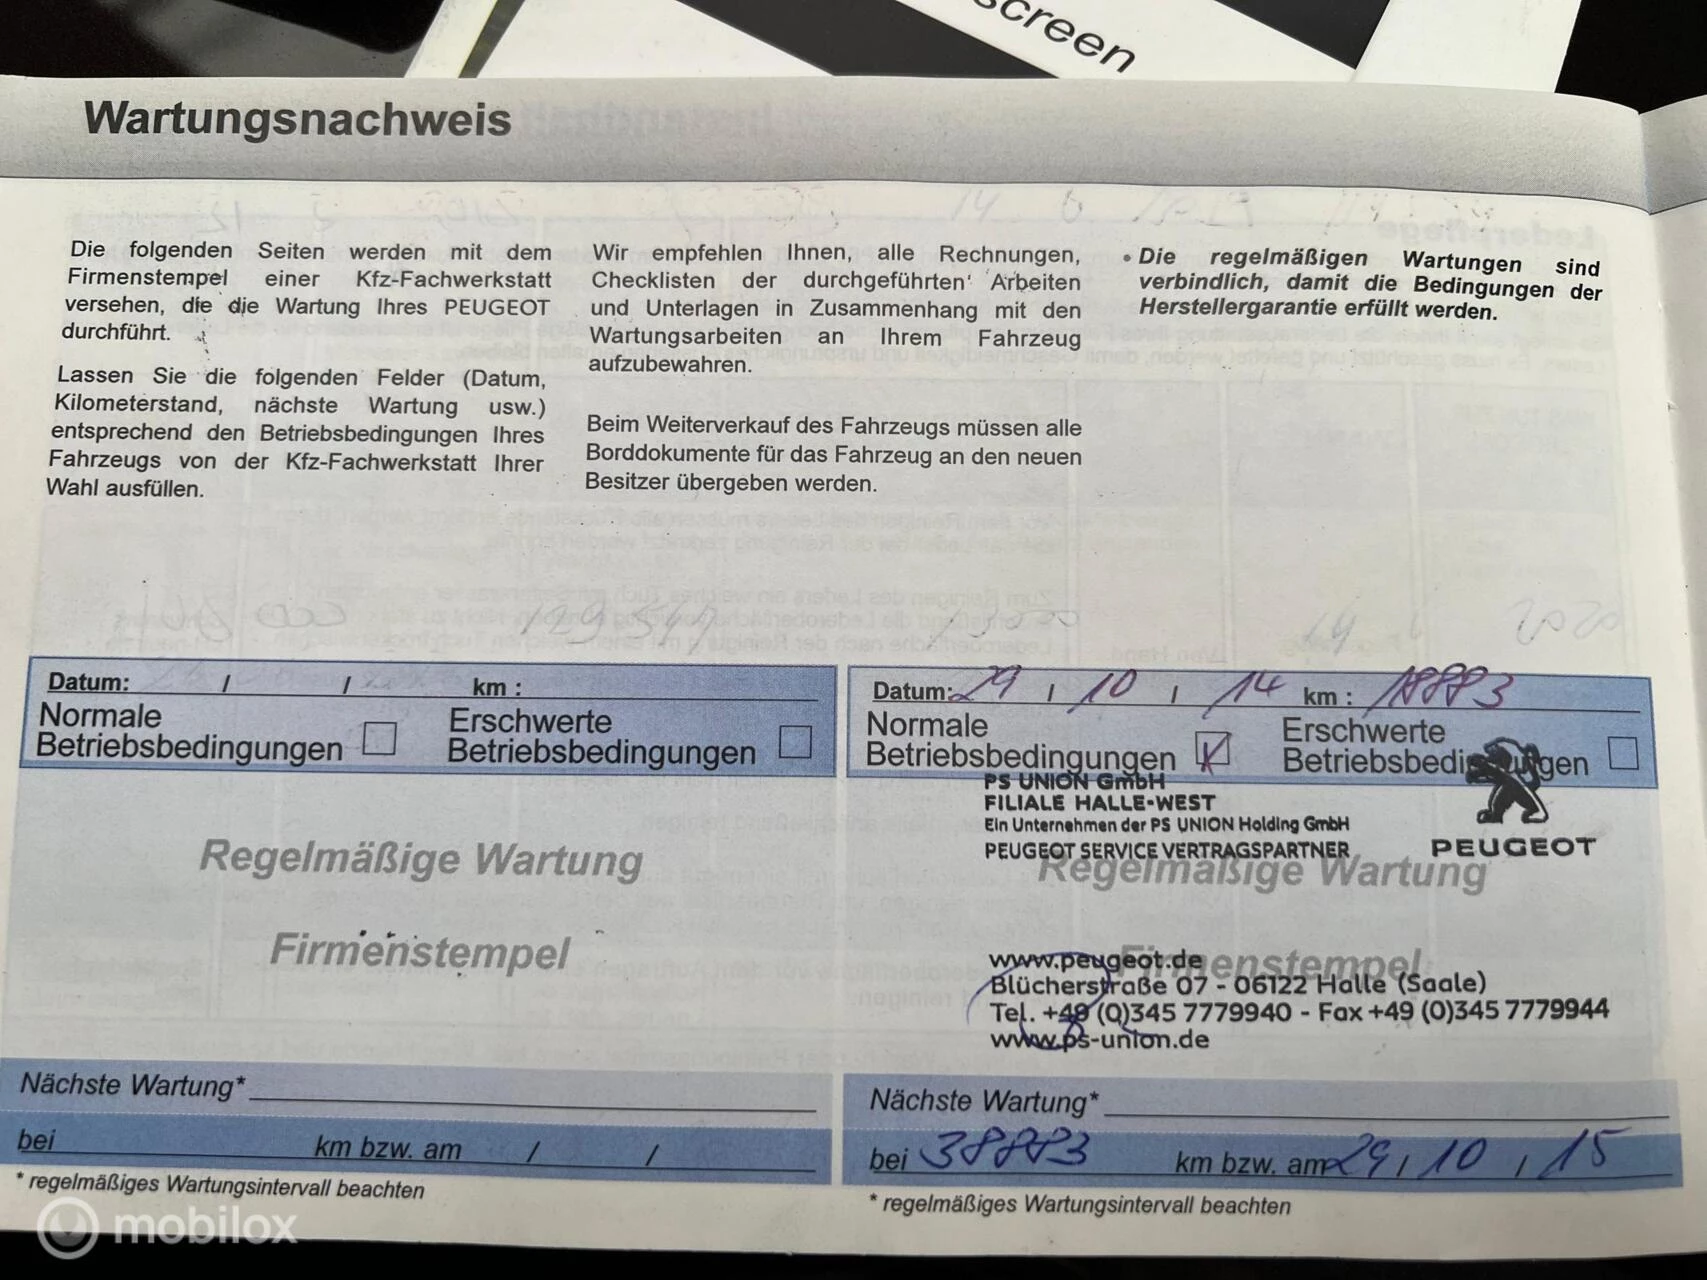 screen
Wartungsnachweis
Die folgenden Seiten werden mit dem
Firmenstempel einer Kfz-Fachwerkstatt
versehen, die die Wartung Ihres PEUGEOT
durchführt.
Lassen Sie die folgenden Felder (Datum,
Kilometerstand, nächste Wartung usw.)
entsprechend den Betriebsbedingungen Ihres
Fahrzeugs von der Kfz-Fachwerkstatt Ihrer
Wahl ausfüllen.
Wir empfehlen Ihnen, alle Rechnungen,
Checklisten der durchgeführten Arbeiten
und Unterlagen in Zusammenhang mit den
Wartungsarbeiten an Ihrem Fahrzeug
aufzubewahren.
Beim Weiterverkauf des Fahrzeugs müssen alle
Borddokumente für das Fahrzeug an den neuen
Besitzer übergeben werden.
• Die regelmäßigen Wartungen sind
verbindlich, damit die Bedingungen der
Herstellergarantie erfüllt werden.
Datum: / / km :
Normale
Betriebsbedingungen
Erschwerte
Betriebsbedingungen
Regelmäßige Wartung
Firmenstempel
Nächste Wartung*
bei km bzw. am / /
* regelmäßiges Wartungsintervall beachten
Datum: 29 / 10 / 14 km : 18883
Normale
Betriebsbedingungen
Erschwerte
Betriebsbedingungen
PS UNION GmbH
FILIALE HALLE-WEST
Ein Unternehmen der PS UNION Holding GmbH
PEUGEOT SERVICE VERTRAGSPARTNER
PEUGEOT
Regelmäßige Wartung
Firmenstempel
www.peugeot.de
Blücherstraße 07 - 06122 Halle (Saale)
Tel. +49 (0)345 7779940 - Fax +49 (0)345 7779944
www.ps-union.de
Nächste Wartung*
bei 38883 km bzw. am 29 / 10 / 15
* regelmäßiges Wartungsintervall beachten
mobilox